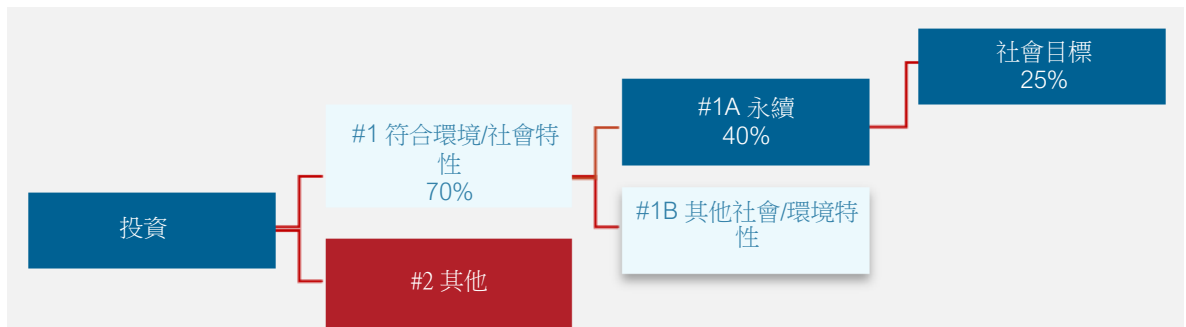 投資
#1 符合環境/社會特
性
70%
#2 其他
#1A 永續
40%
#1B 其他社會/環境特
性
社會目標
25%